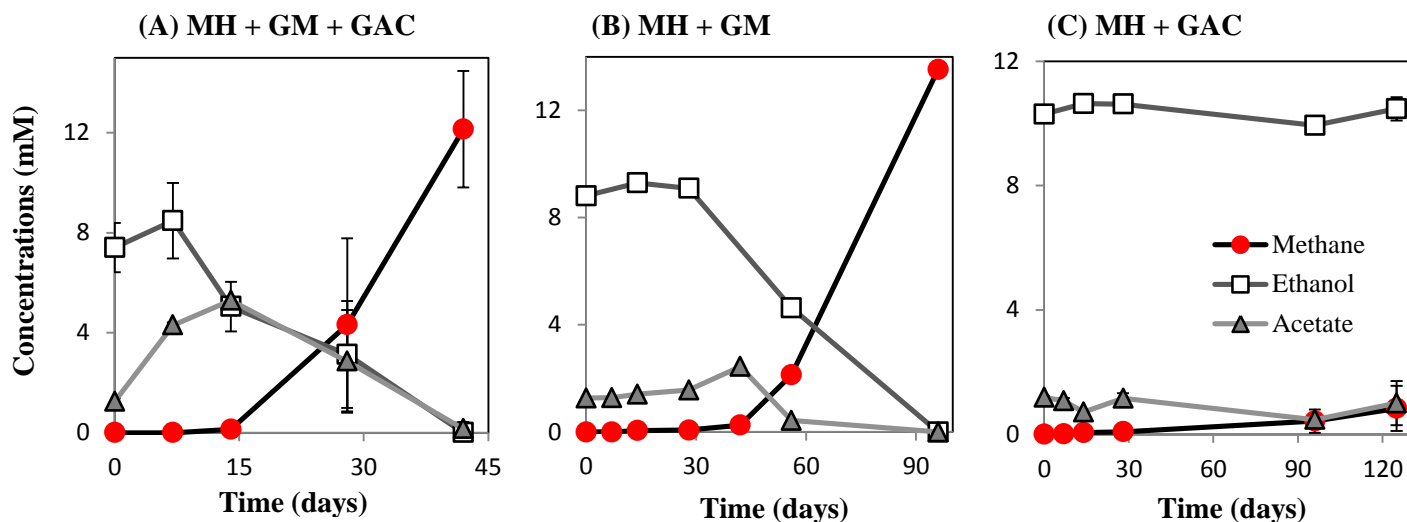 (A) MH + GM + GAC
(B) MH + GM
(C) MH + GAC
Concentrations (mM)
12
8
4
0
0
15
30
45
Time (days)
12
8
4
0
0
30
60
90
Time (days)
12
8
4
0
0
30
60
90
120
Time (days)
Methane
Ethanol
Acetate